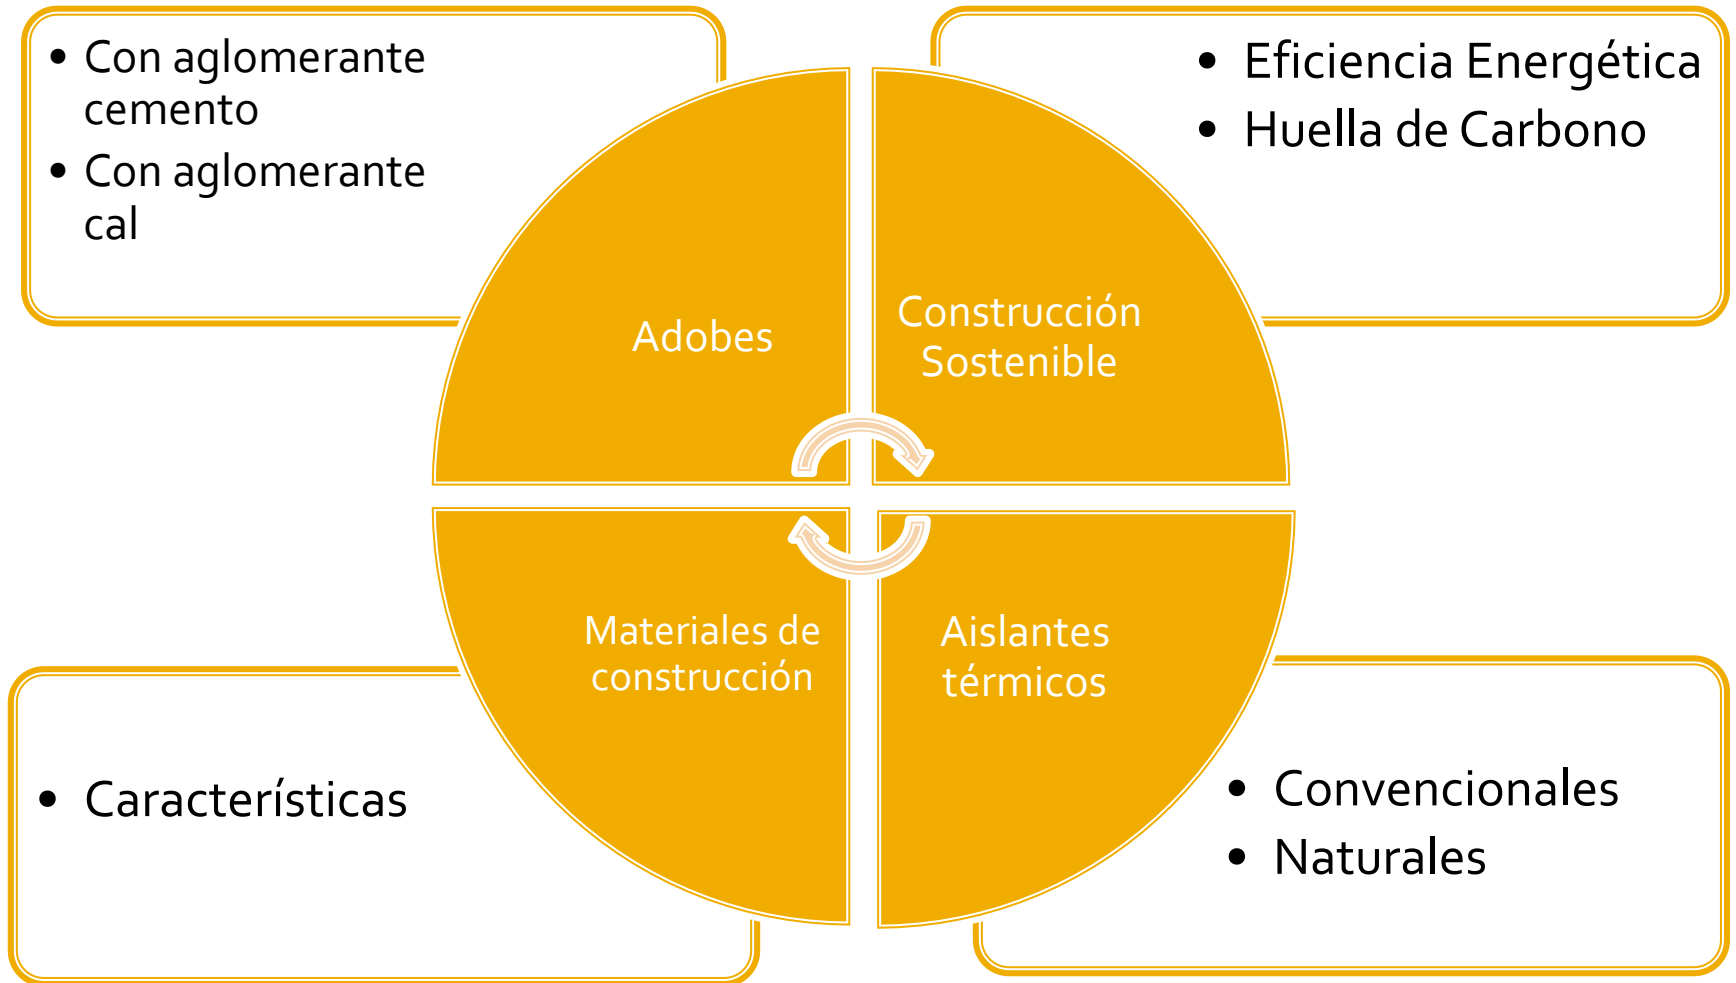 • Con aglomerante
cemento
• Con aglomerante
cal
• Eficiencia Energética
• Huella de Carbono
Adobes
Construcción
Sostenible
Materiales de
construcción
Aislantes
térmicos
• Características
• Convencionales
• Naturales